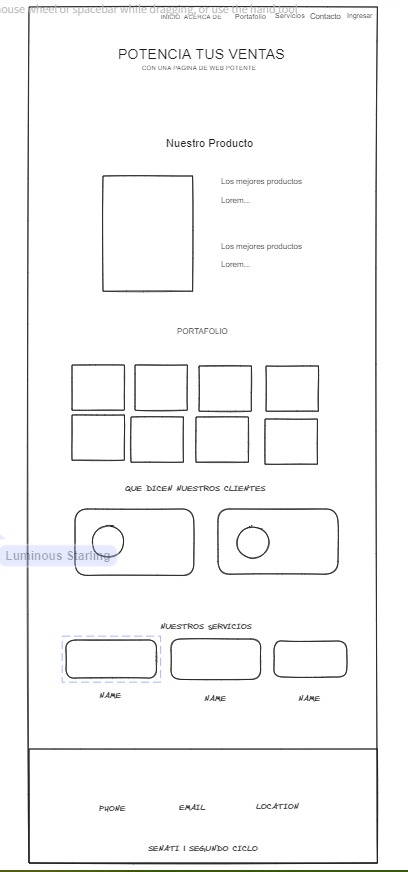 ouse wheel or spacebar while dragging, or use the hand tool
INICIO ACERCA DE Portafolio Servicios Contacto Ingresar
POTENCIA TUS VENTAS
CON UNA PAGINA DE WEB POTENTE
Nuestro Producto
Los mejores productos
Lorem...
Los mejores productos
Lorem...
PORTAFOLIO
QUE DICEN NUESTROS CLIENTES
Luminous Starling
NUESTROS SERVICIOS
NAME NAME NAME
PHONE EMAIL LOCATION
SENATI | SEGUNDO CICLO